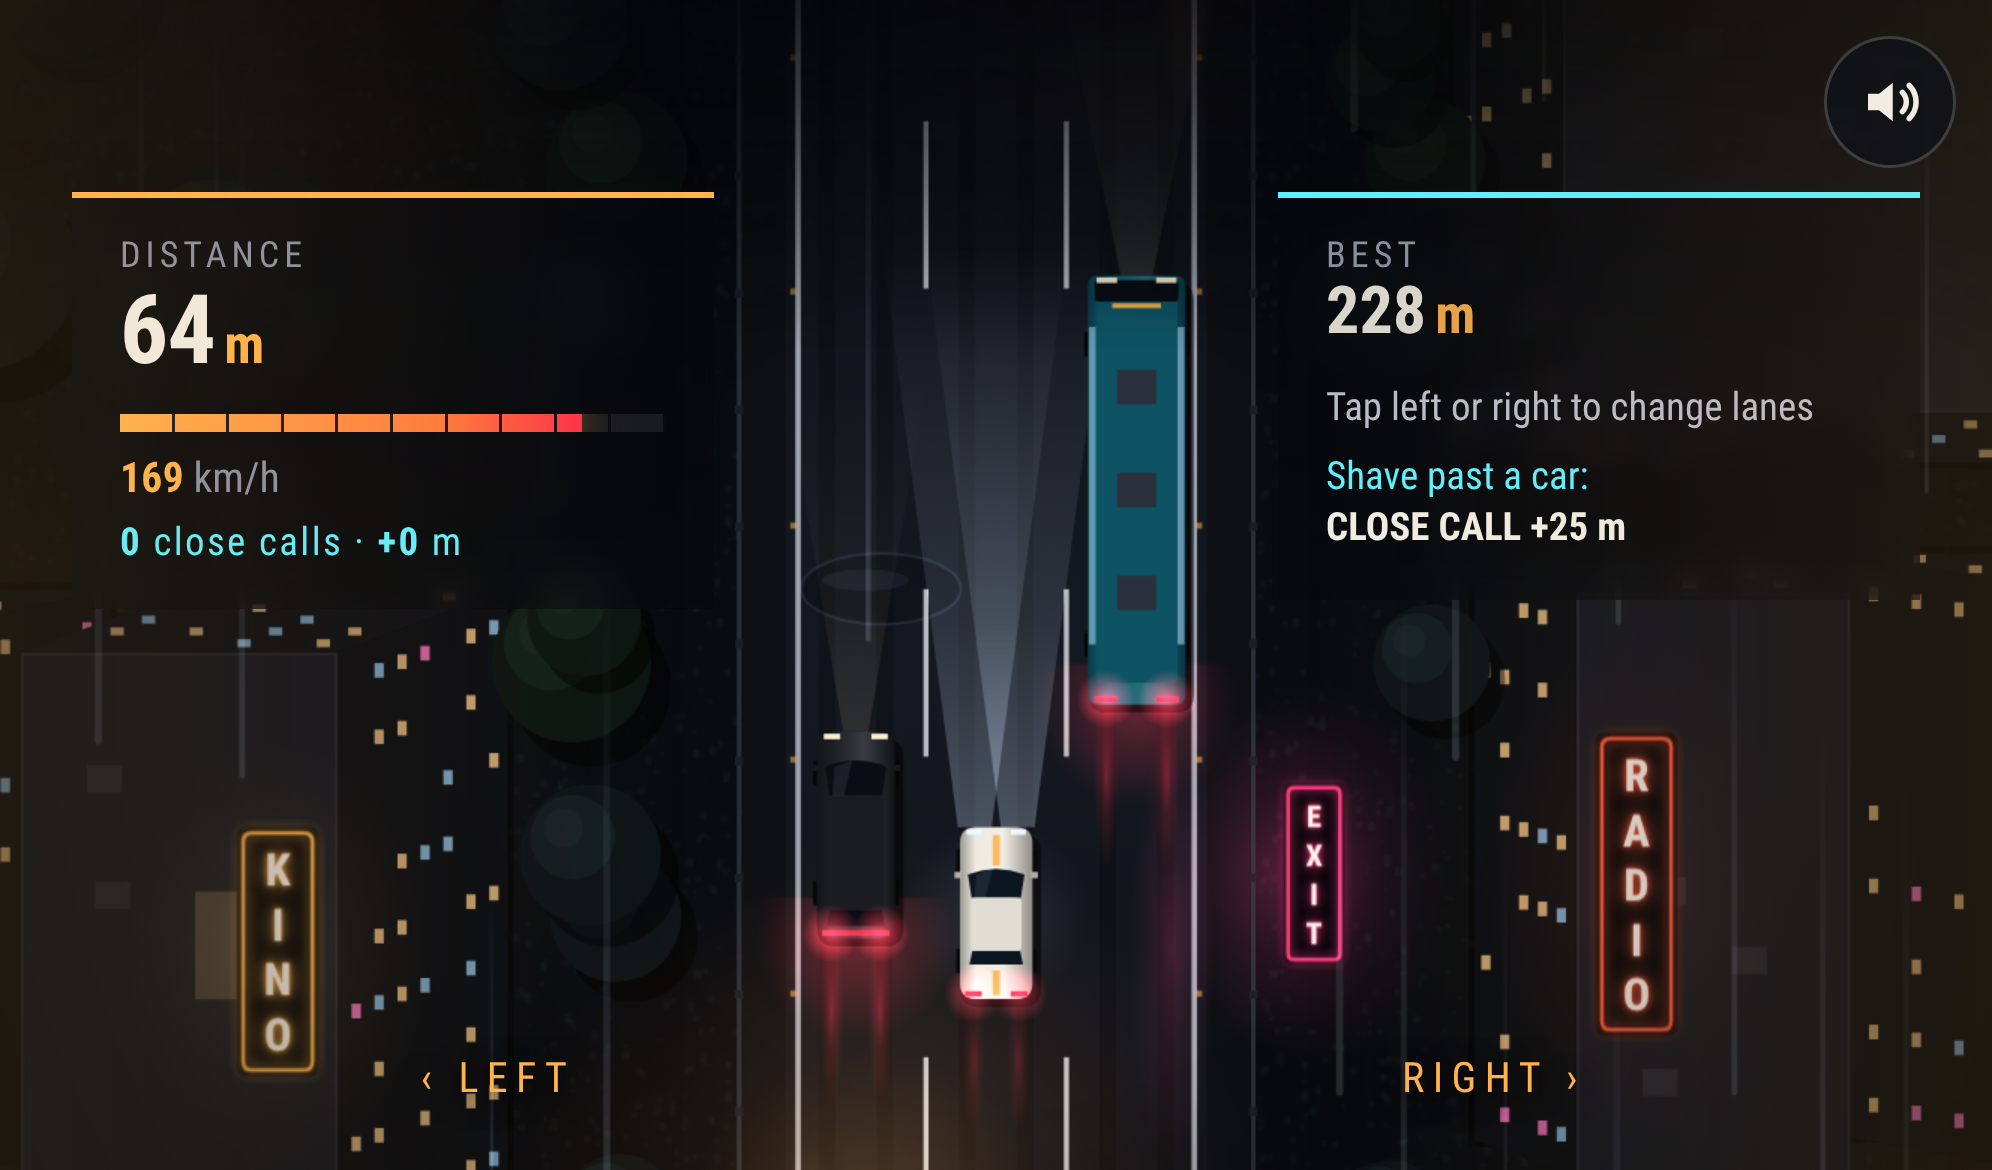 DISTANCE
64 m
169 km/h
0 close calls · +0 m
BEST
228 m
Tap left or right to change lanes
Shave past a car:
CLOSE CALL +25 m
KINO
EXIT
RADIO
‹ LEFT
RIGHT ›